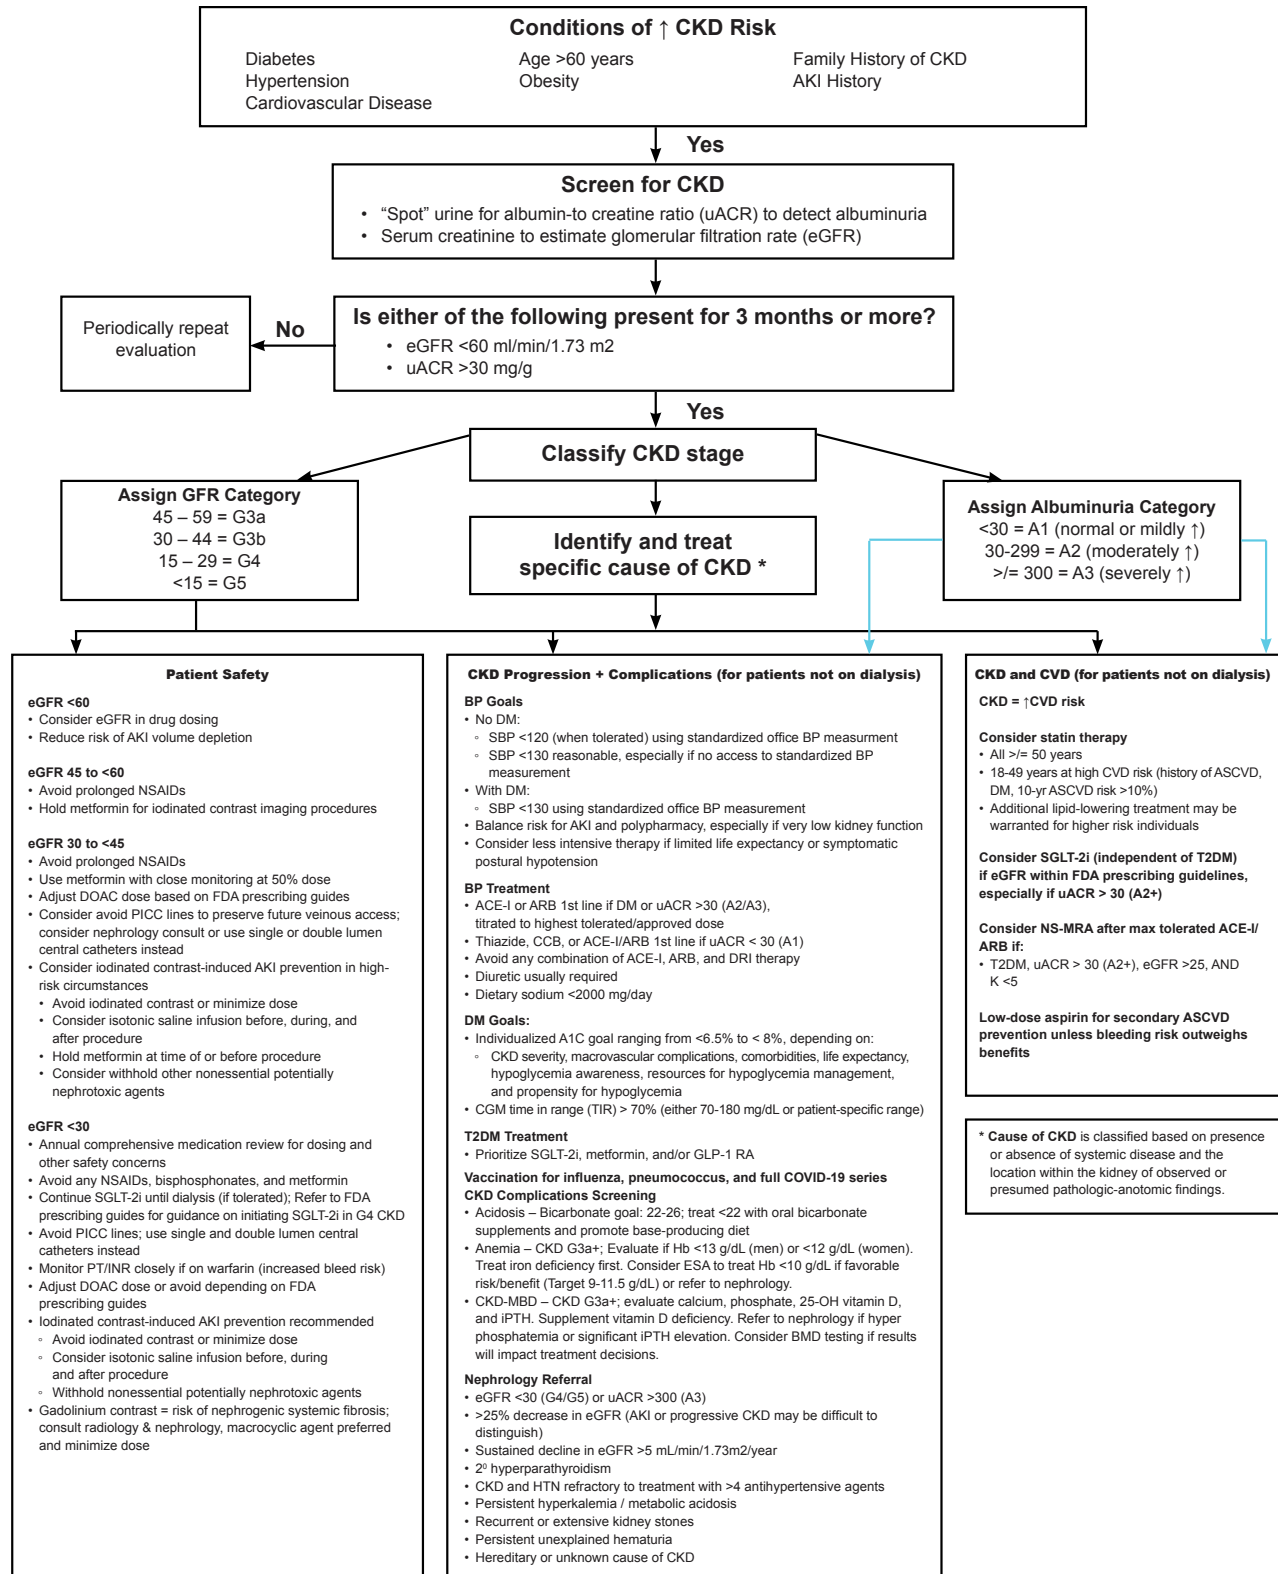 Conditions of ↑ CKD Risk
Diabetes
Hypertension
Cardiovascular Disease
Age >60 years
Obesity
Family History of CKD
AKI History
Yes
Screen for CKD
• “Spot” urine for albumin-to creatine ratio (uACR) to detect albuminuria
• Serum creatinine to estimate glomerular filtration rate (eGFR)
Is either of the following present for 3 months or more?
• eGFR <60 ml/min/1.73 m2
• uACR >30 mg/g
No
Periodically repeat
evaluation
Yes
Classify CKD stage
Assign GFR Category
45 – 59 = G3a
30 – 44 = G3b
15 – 29 = G4
<15 = G5
Identify and treat
specific cause of CKD *
Assign Albuminuria Category
<30 = A1 (normal or mildly ↑)
30-299 = A2 (moderately ↑)
>/= 300 = A3 (severely ↑)
Patient Safety
eGFR <60
• Consider eGFR in drug dosing
• Reduce risk of AKI volume depletion
eGFR 45 to <60
• Avoid prolonged NSAIDs
• Hold metformin for iodinated contrast imaging procedures
eGFR 30 to <45
• Avoid prolonged NSAIDs
• Use metformin with close monitoring at 50% dose
• Adjust DOAC dose based on FDA prescribing guides
• Consider avoid PICC lines to preserve future veinous access;
consider nephrology consult or use single or double lumen
central catheters instead
• Consider iodinated contrast-induced AKI prevention in high-
risk circumstances
• Avoid iodinated contrast or minimize dose
• Consider isotonic saline infusion before, during, and
after procedure
• Hold metformin at time of or before procedure
• Consider withhold other nonessential potentially
nephrotoxic agents
eGFR <30
• Annual comprehensive medication review for dosing and
other safety concerns
• Avoid any NSAIDs, bisphosphonates, and metformin
• Continue SGLT-2i until dialysis (if tolerated); Refer to FDA
prescribing guides for guidance on initiating SGLT-2i in G4 CKD
• Avoid PICC lines; use single and double lumen central
catheters instead
• Monitor PT/INR closely if on warfarin (increased bleed risk)
• Adjust DOAC dose or avoid depending on FDA
prescribing guides
• Iodinated contrast-induced AKI prevention recommended
◦ Avoid iodinated contrast or minimize dose
◦ Consider isotonic saline infusion before, during
and after procedure
◦ Withhold nonessential potentially nephrotoxic agents
• Gadolinium contrast = risk of nephrogenic systemic fibrosis;
consult radiology & nephrology, macrocyclic agent preferred
and minimize dose
CKD Progression + Complications (for patients not on dialysis)
BP Goals
• No DM:
◦ SBP <120 (when tolerated) using standardized office BP measurment
◦ SBP <130 reasonable, especially if no access to standardized BP
measurement
• With DM:
◦ SBP <130 using standardized office BP measurement
• Balance risk for AKI and polypharmacy, especially if very low kidney function
• Consider less intensive therapy if limited life expectancy or symptomatic
postural hypotension
BP Treatment
• ACE-I or ARB 1st line if DM or uACR >30 (A2/A3),
titrated to highest tolerated/approved dose
• Thiazide, CCB, or ACE-I/ARB 1st line if uACR < 30 (A1)
• Avoid any combination of ACE-I, ARB, and DRI therapy
• Diuretic usually required
• Dietary sodium <2000 mg/day
DM Goals:
• Individualized A1C goal ranging from <6.5% to < 8%, depending on:
◦ CKD severity, macrovascular complications, comorbidities, life expectancy,
hypoglycemia awareness, resources for hypoglycemia management,
and propensity for hypoglycemia
• CGM time in range (TIR) > 70% (either 70-180 mg/dL or patient-specific range)
T2DM Treatment
• Prioritize SGLT-2i, metformin, and/or GLP-1 RA
Vaccination for influenza, pneumococcus, and full COVID-19 series
CKD Complications Screening
• Acidosis – Bicarbonate goal: 22-26; treat <22 with oral bicarbonate
supplements and promote base-producing diet
• Anemia – CKD G3a+; Evaluate if Hb <13 g/dL (men) or <12 g/dL (women).
Treat iron deficiency first. Consider ESA to treat Hb <10 g/dL if favorable
risk/benefit (Target 9-11.5 g/dL) or refer to nephrology.
• CKD-MBD – CKD G3a+; evaluate calcium, phosphate, 25-OH vitamin D,
and iPTH. Supplement vitamin D deficiency. Refer to nephrology if hyper
phosphatemia or significant iPTH elevation. Consider BMD testing if results
will impact treatment decisions.
Nephrology Referral
• eGFR <30 (G4/G5) or uACR >300 (A3)
• >25% decrease in eGFR (AKI or progressive CKD may be difficult to
distinguish)
• Sustained decline in eGFR >5 mL/min/1.73m2/year
• 2⁰ hyperparathyroidism
• CKD and HTN refractory to treatment with >4 antihypertensive agents
• Persistent hyperkalemia / metabolic acidosis
• Recurrent or extensive kidney stones
• Persistent unexplained hematuria
• Hereditary or unknown cause of CKD
CKD and CVD (for patients not on dialysis)
CKD = ↑CVD risk
Consider statin therapy
• All >/= 50 years
• 18-49 years at high CVD risk (history of ASCVD,
DM, 10-yr ASCVD risk >10%)
• Additional lipid-lowering treatment may be
warranted for higher risk individuals
Consider SGLT-2i (independent of T2DM)
if eGFR within FDA prescribing guidelines,
especially if uACR > 30 (A2+)
Consider NS-MRA after max tolerated ACE-I/
ARB if:
• T2DM, uACR > 30 (A2+), eGFR >25, AND
K <5
Low-dose aspirin for secondary ASCVD
prevention unless bleeding risk outweighs
benefits
* Cause of CKD is classified based on presence
or absence of systemic disease and the
location within the kidney of observed or
presumed pathologic-anotomic findings.